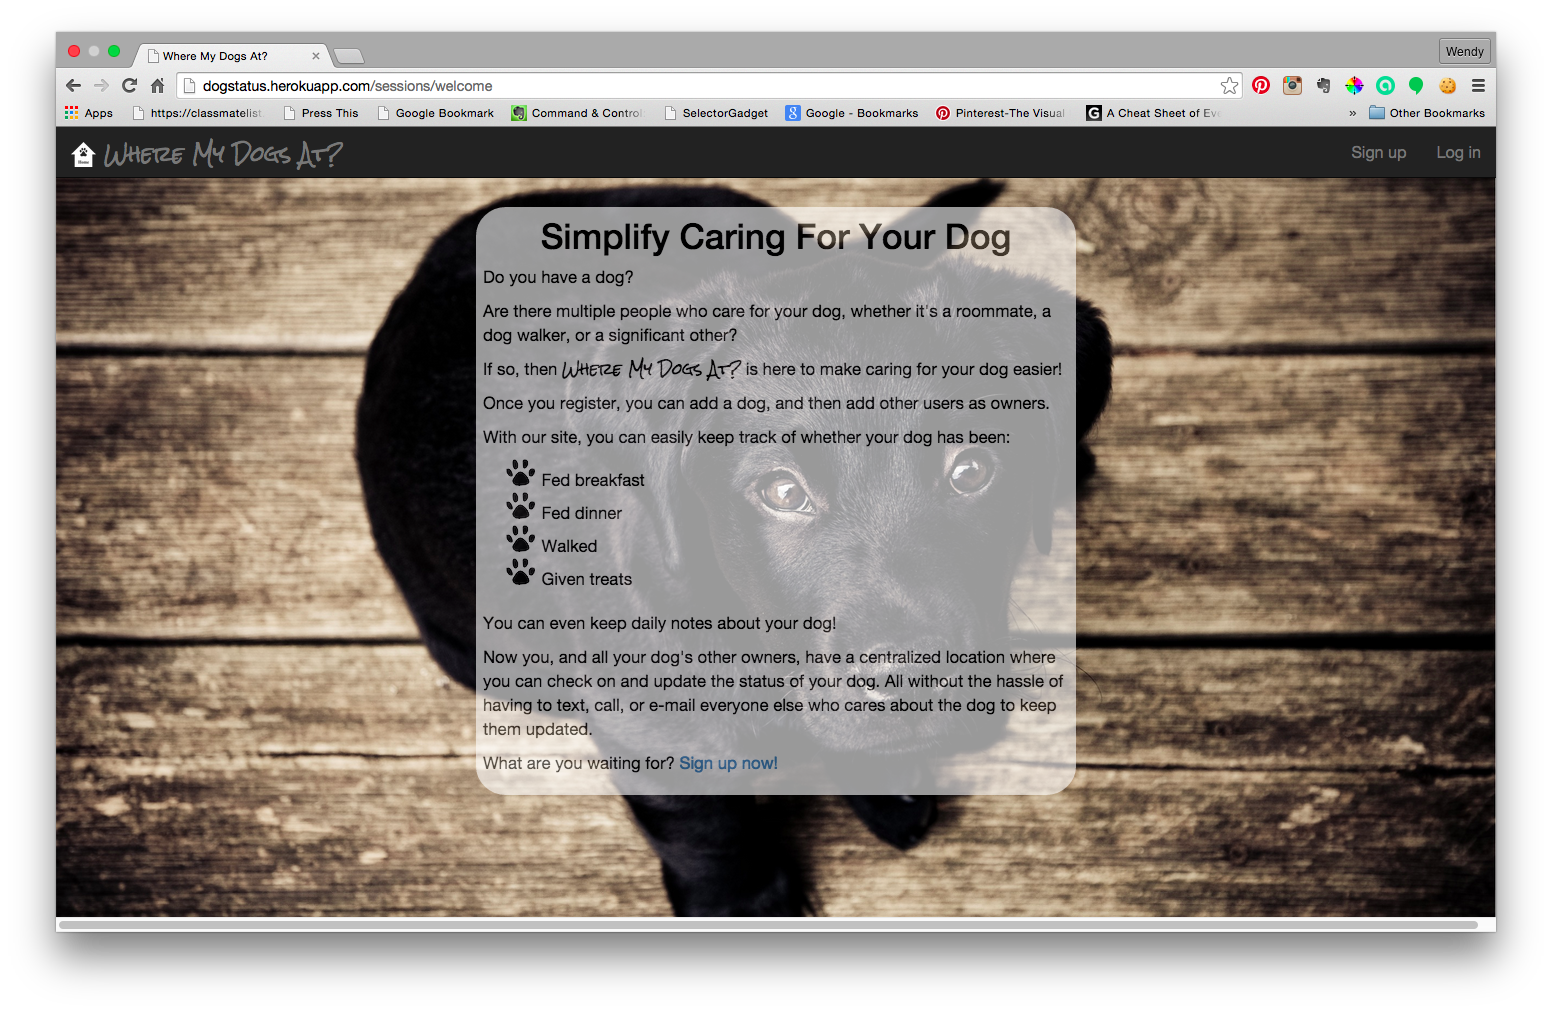 Where My Dogs At?
Wendy
dogstatus.herokuapp.com/sessions/welcome
Apps https://classmatelist Press This Google Bookmark Command & Control SelectorGadget Google - Bookmarks Pinterest-The Visual A Cheat Sheet of Eve » Other Bookmarks
Home Where My Dogs At? Sign up Log in
Simplify Caring For Your Dog
Do you have a dog?
Are there multiple people who care for your dog, whether it's a roommate, a
dog walker, or a significant other?
If so, then Where My Dogs At? is here to make caring for your dog easier!
Once you register, you can add a dog, and then add other users as owners.
With our site, you can easily keep track of whether your dog has been:
Fed breakfast
Fed dinner
Walked
Given treats
You can even keep daily notes about your dog!
Now you, and all your dog's other owners, have a centralized location where
you can check on and update the status of your dog. All without the hassle of
having to text, call, or e-mail everyone else who cares about the dog to keep
them updated.
What are you waiting for? Sign up now!